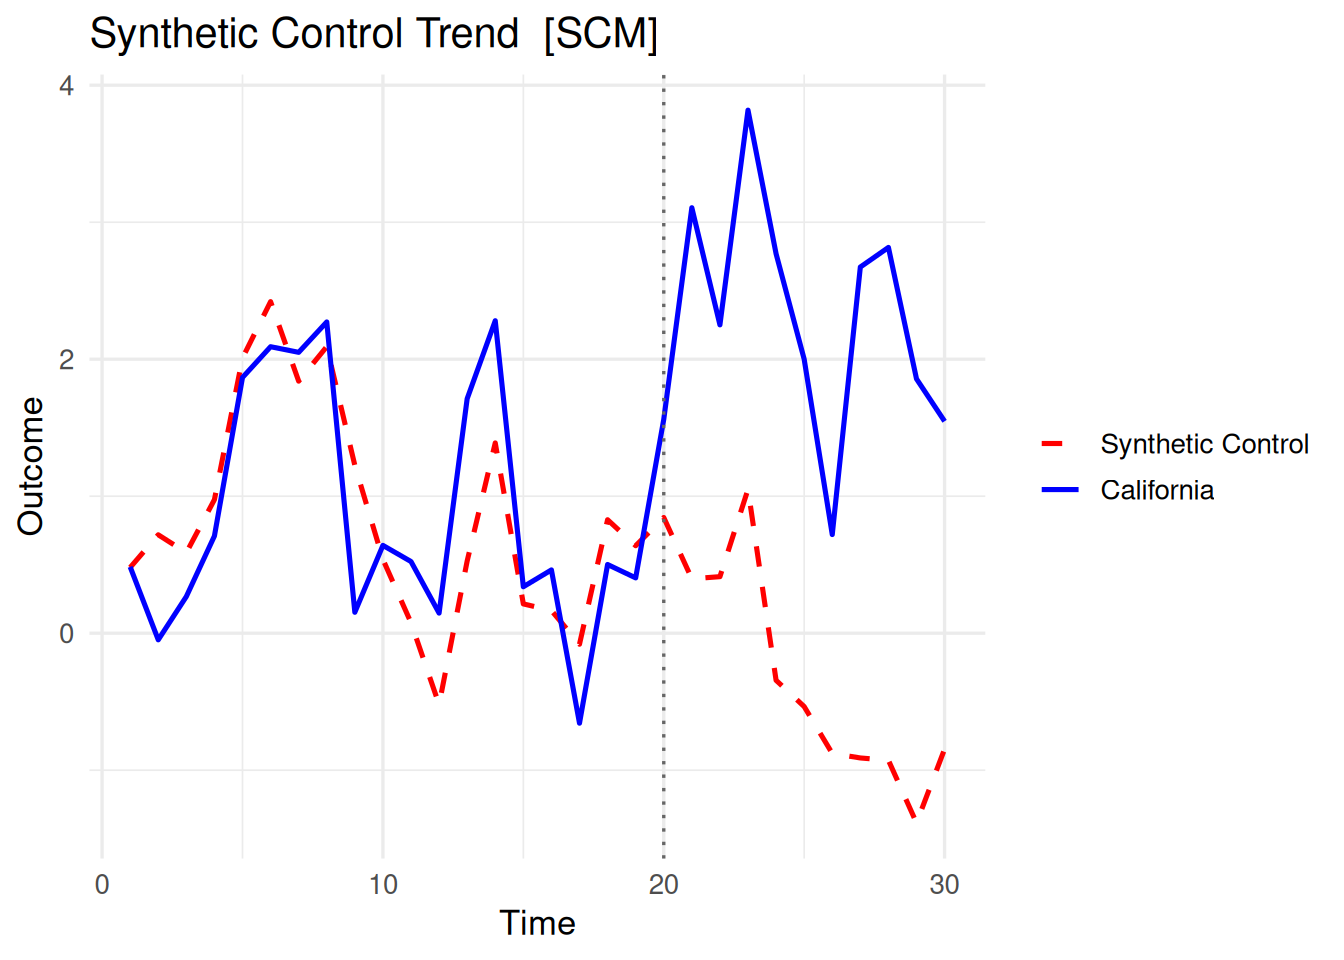 Synthetic Control Trend  [SCM]
4
2
0
Outcome
0
10
20
30
Time
Synthetic Control
California